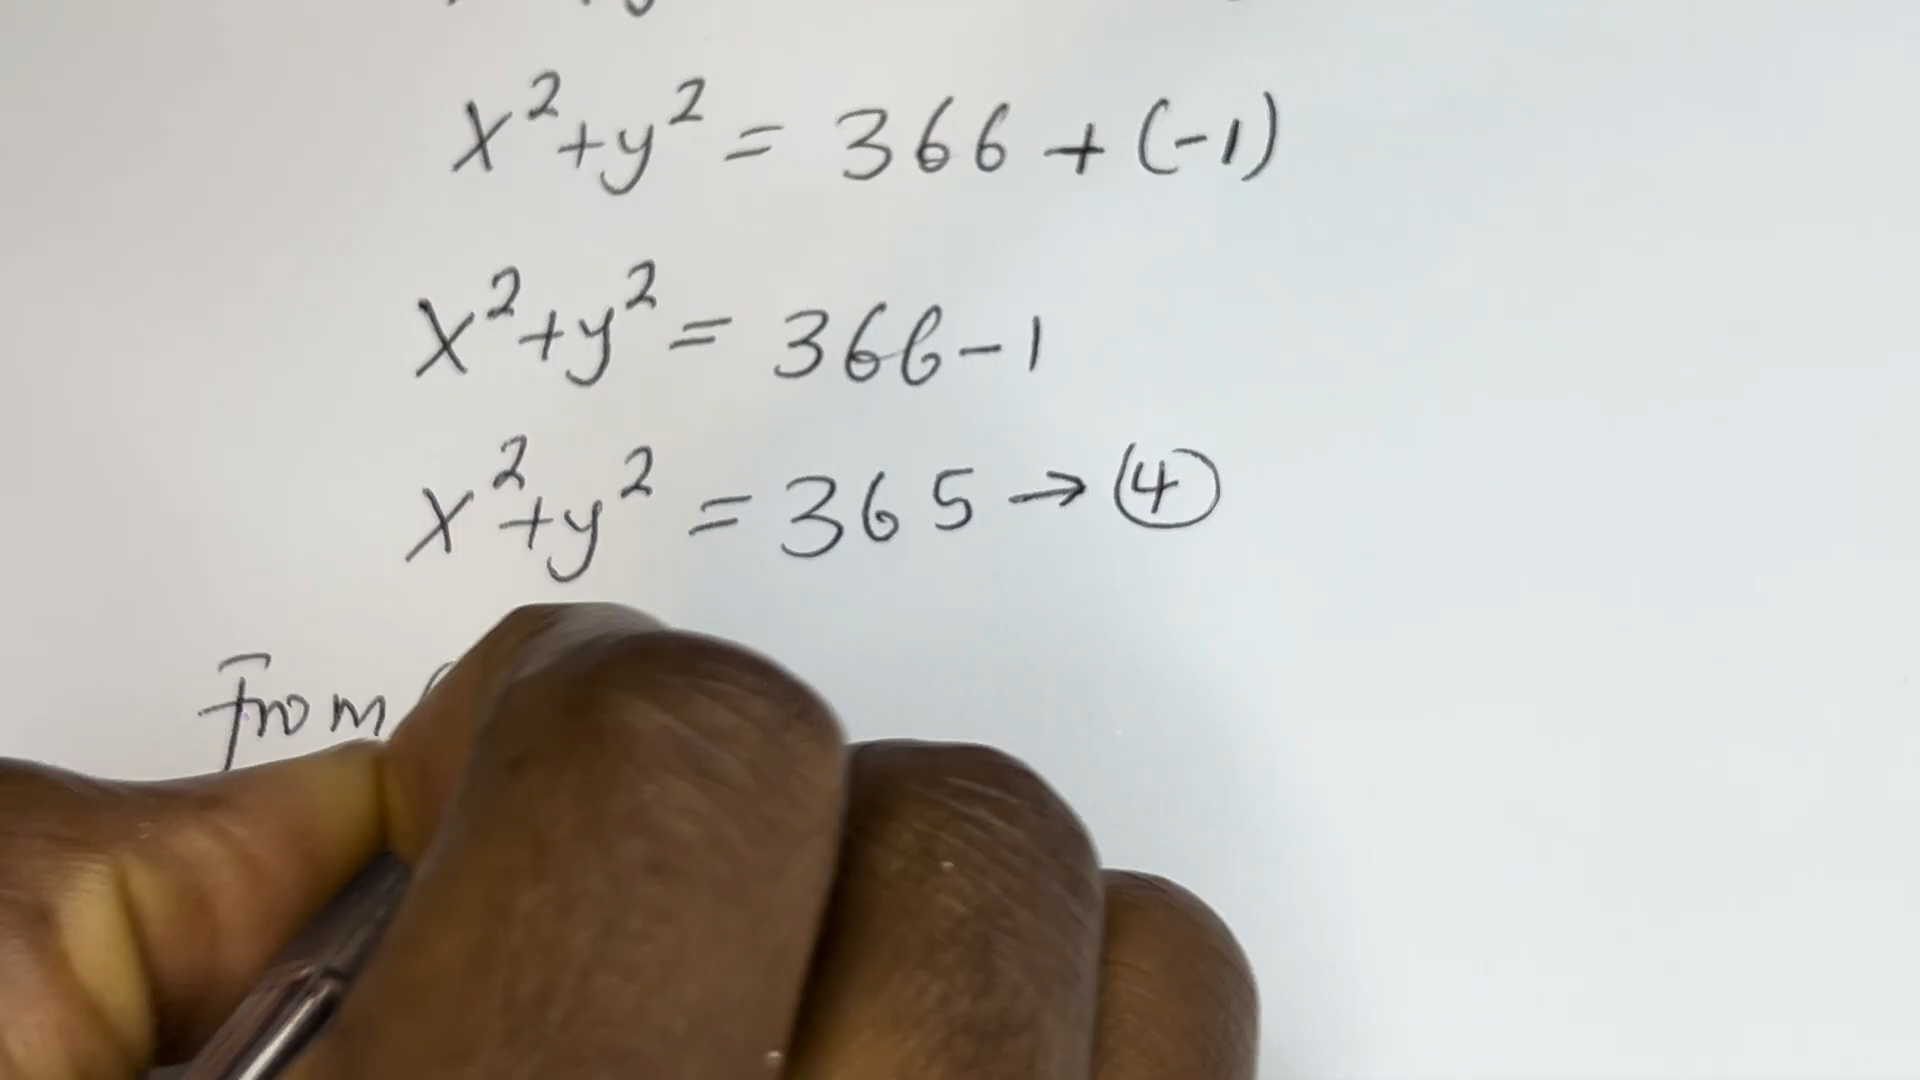 x²+y² = 366 + (-1)
x²+y² = 366-1
x²+y² = 365 → ④
From